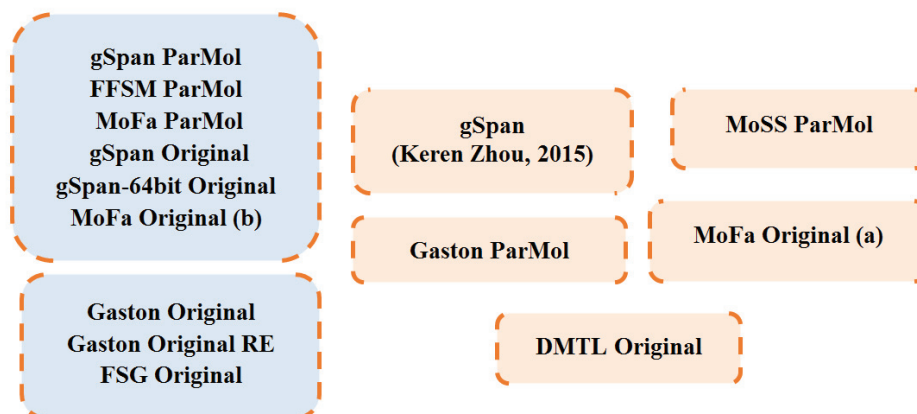 gSpan ParMol
FFSM ParMol
MoFa ParMol
gSpan Original
gSpan-64bit Original
MoFa Original (b)
Gaston Original
Gaston Original RE
FSG Original
gSpan
(Keren Zhou, 2015)
MoSS ParMol
Gaston ParMol
MoFa Original (a)
DMTL Original